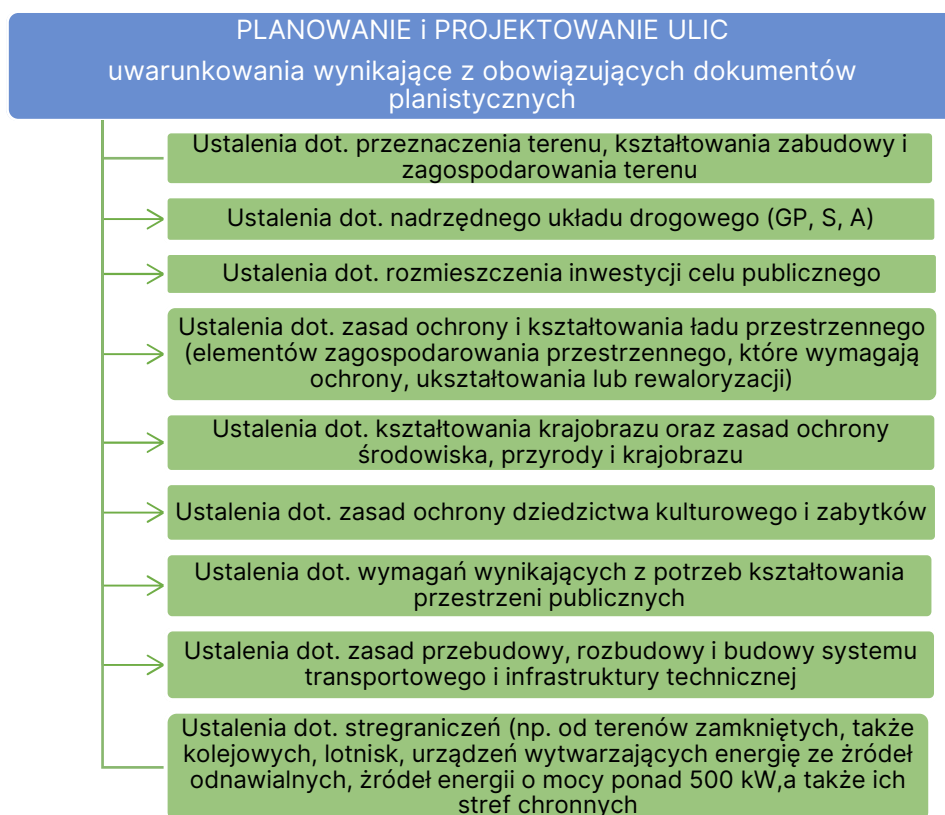 PLANOWANIE i PROJEKTOWANIE ULIC
uwarunkowania wynikające z obowiązujących dokumentów
planistycznych
Ustalenia dot. przeznaczenia terenu, kształtowania zabudowy i
zagospodarowania terenu
Ustalenia dot. nadrzędnego układu drogowego (GP, S, A)
Ustalenia dot. rozmieszczenia inwestycji celu publicznego
Ustalenia dot. zasad ochrony i kształtowania ładu przestrzennego
(elementów zagospodarowania przestrzennego, które wymagają
ochrony, ukształtowania lub rewaloryzacji)
Ustalenia dot. kształtowania krajobrazu oraz zasad ochrony
środowiska, przyrody i krajobrazu
Ustalenia dot. zasad ochrony dziedzictwa kulturowego i zabytków
Ustalenia dot. wymagań wynikających z potrzeb kształtowania
przestrzeni publicznych
Ustalenia dot. zasad przebudowy, rozbudowy i budowy systemu
transportowego i infrastruktury technicznej
Ustalenia dot. stregraniczeń (np. od terenów zamkniętych, także
kolejowych, lotnisk, urządzeń wytwarzających energię ze żródeł
odnawialnych, żródeł energii o mocy ponad 500 kW,a także ich
stref chronnych